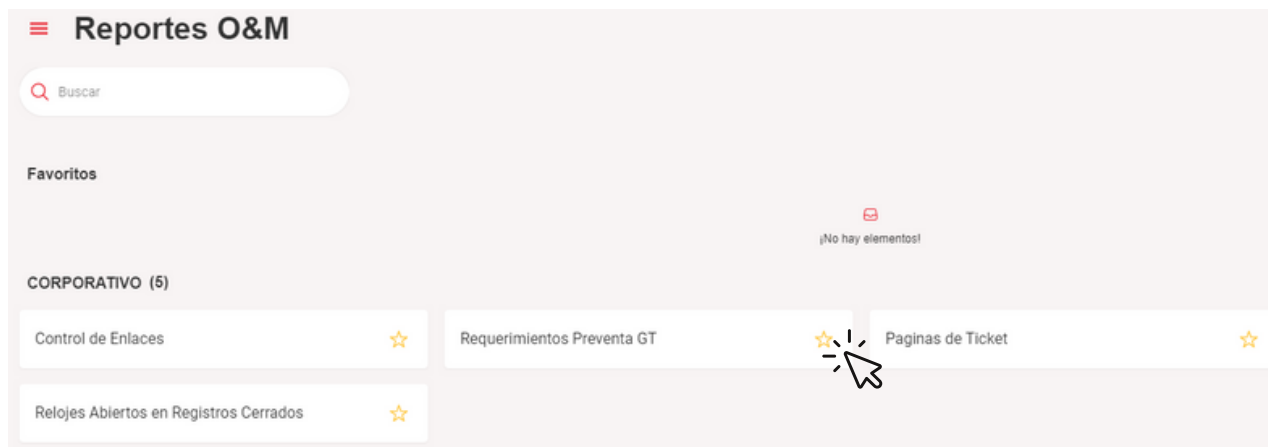 Reportes O&M
Buscar
Favoritos
¡No hay elementos!
CORPORATIVO (5)
Control de Enlaces
Requerimientos Preventa GT
Paginas de Ticket
Relojes Abiertos en Registros Cerrados